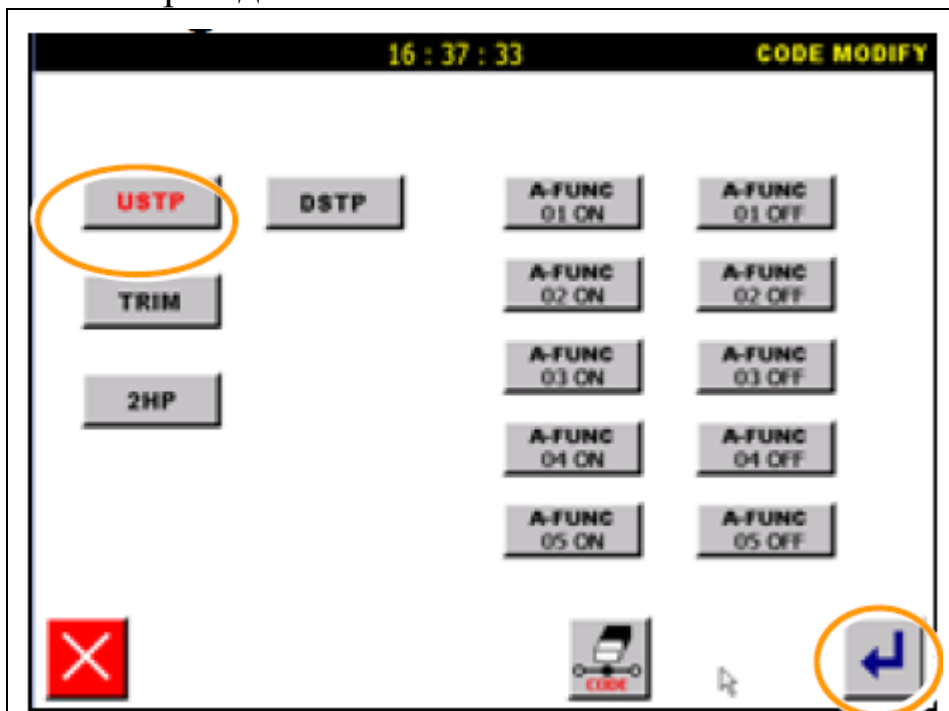 16 : 37 : 33 CODE MODIFY
USTP DSTP A-FUNC 01 ON A-FUNC 01 OFF
TRIM A-FUNC 02 ON A-FUNC 02 OFF
2HP A-FUNC 03 ON A-FUNC 03 OFF
A-FUNC 04 ON A-FUNC 04 OFF
A-FUNC 05 ON A-FUNC 05 OFF
CODE